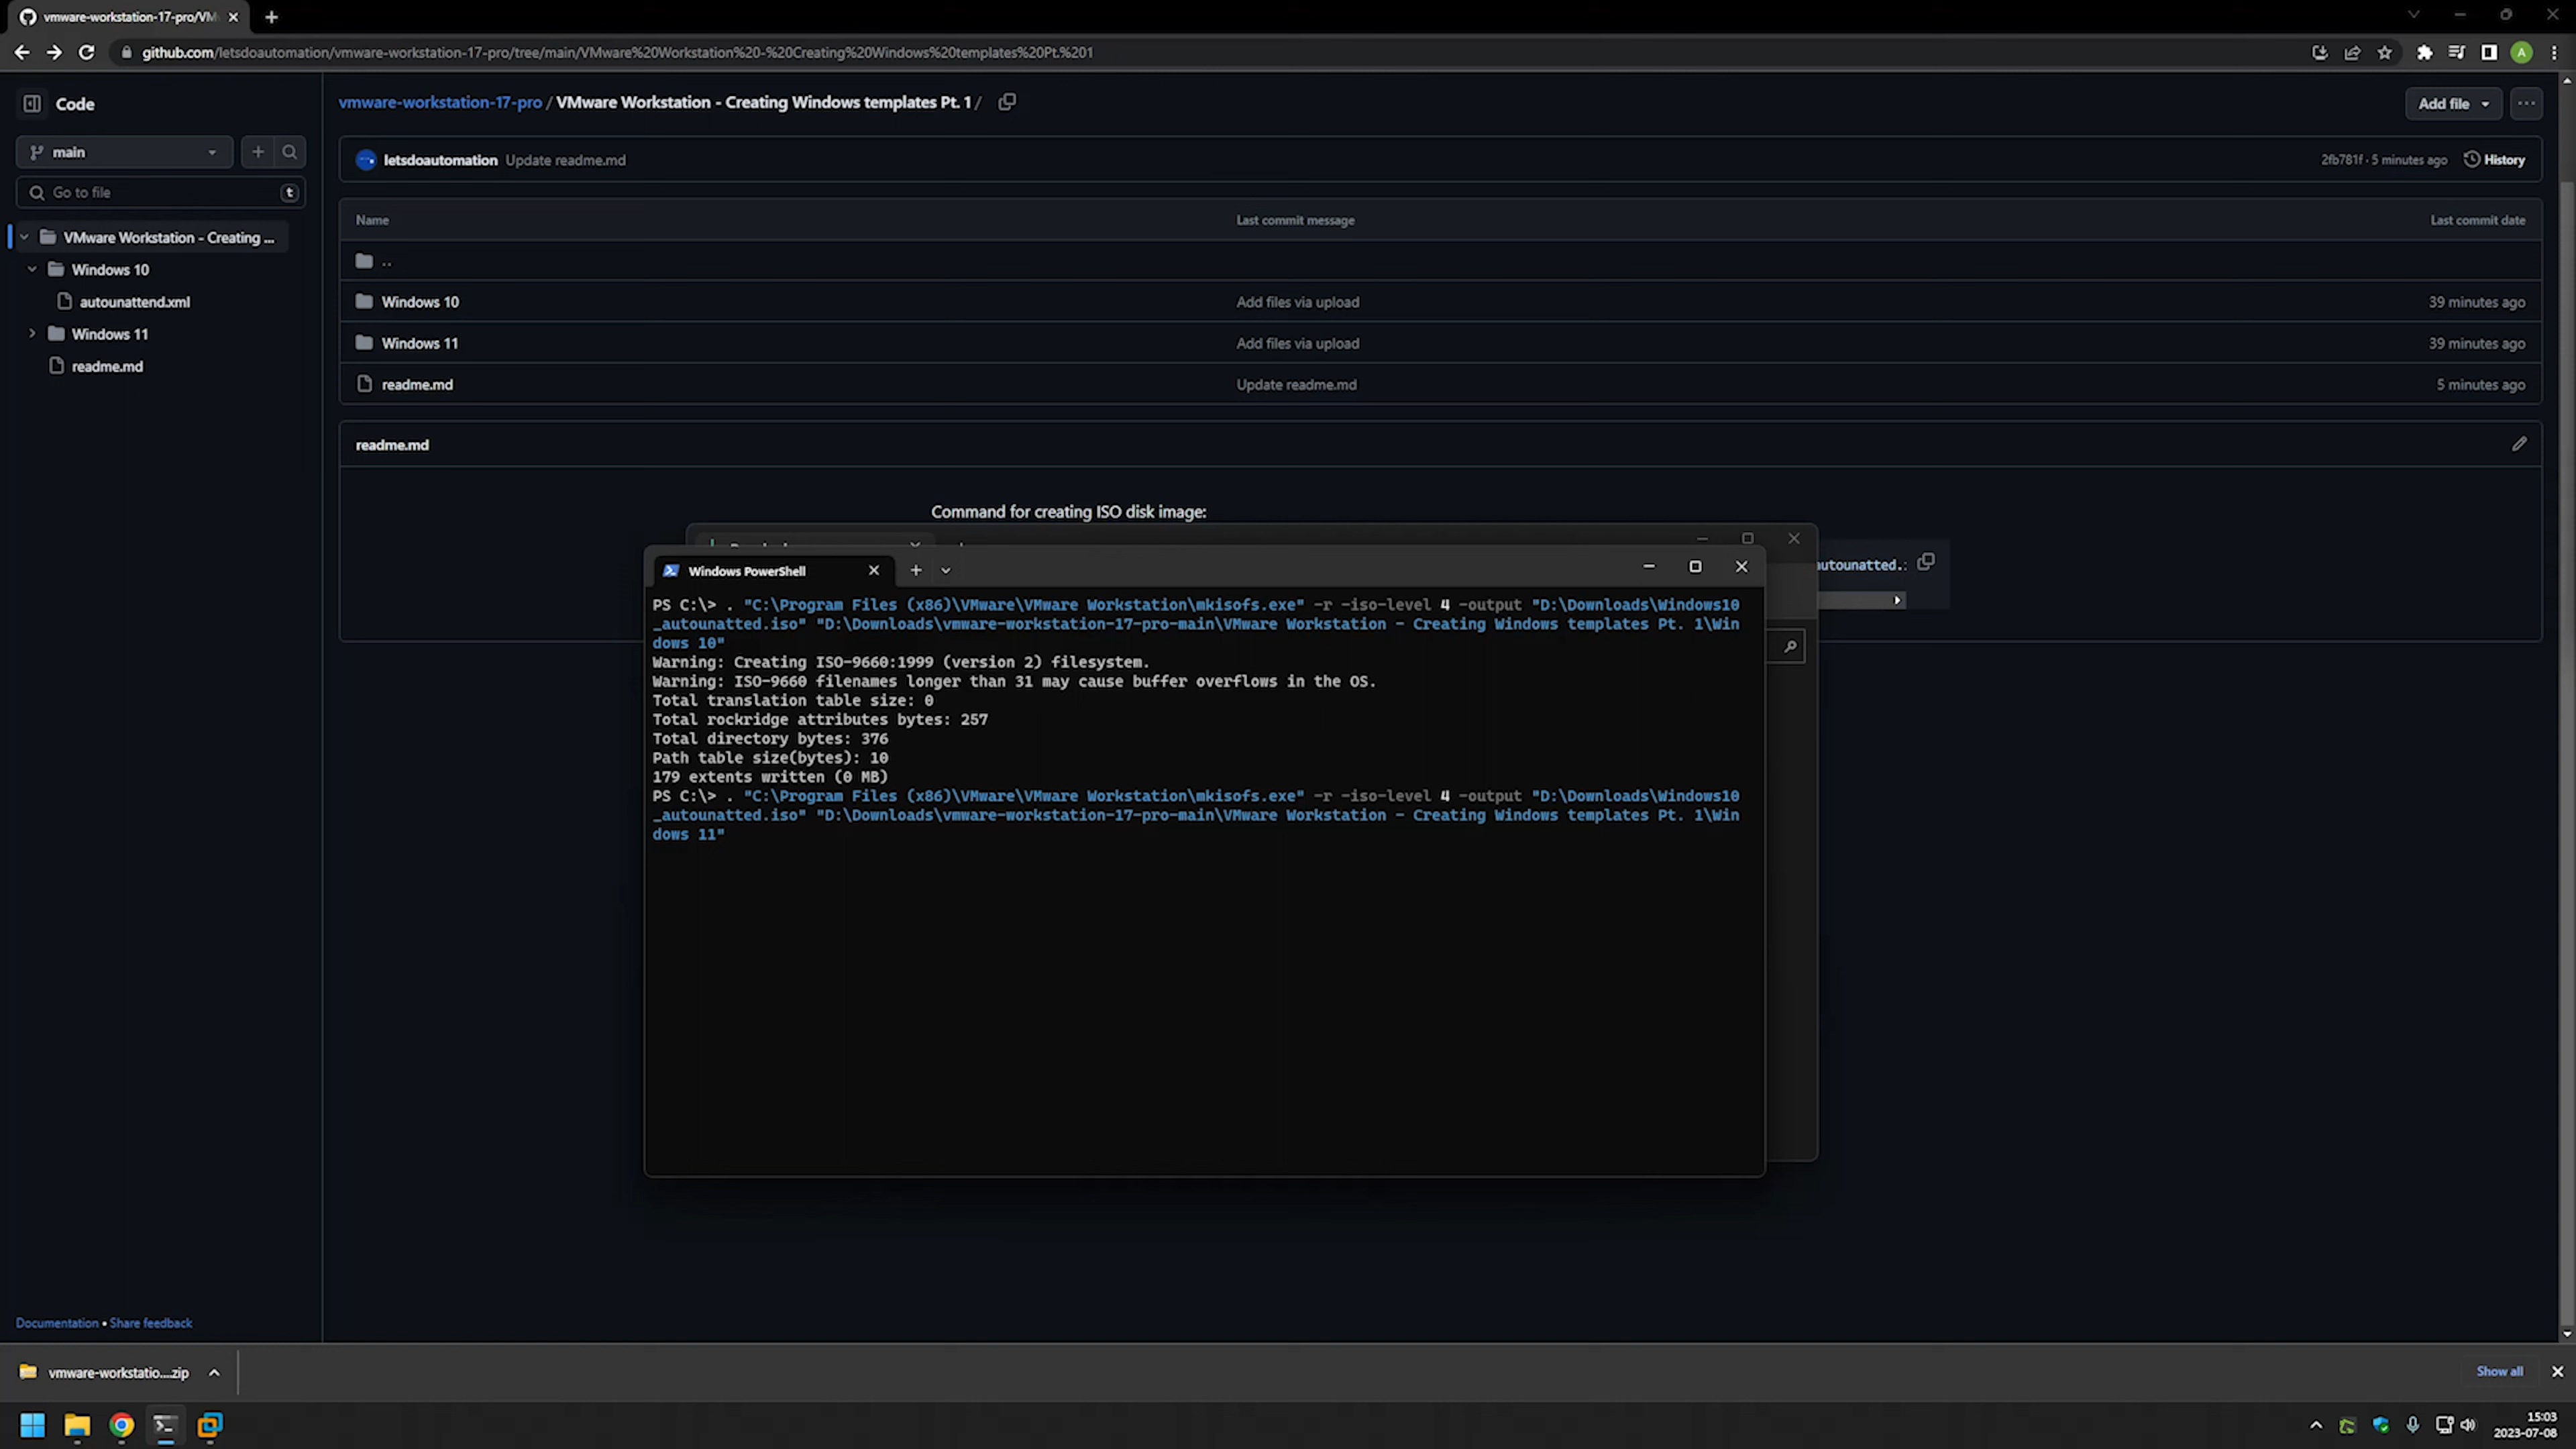 vmware-workstation-17-pro/VM
github.com/letsdoautomation/vmware-workstation-17-pro/tree/main/VMware%20Workstation%20-%20Creating%20Windows%20templates%20Pt.%201
A
Code
vmware-workstation-17-pro / VMware Workstation - Creating Windows templates Pt. 1 /
Add file
main
letsdoautomation Update readme.md
2fb781f · 5 minutes ago
History
Go to file
t
Name
Last commit message
Last commit date
VMware Workstation - Creating ...
..
Windows 10
Windows 10
Add files via upload
39 minutes ago
autounattend.xml
Windows 11
Windows 11
Add files via upload
39 minutes ago
readme.md
readme.md
Update readme.md
5 minutes ago
readme.md
Command for creating ISO disk image:
autounatted.:
Windows PowerShell
PS C:\> . "C:\Program Files (x86)\VMware\VMware Workstation\mkisofs.exe" -r -iso-level 4 -output "D:\Downloads\Windows10
_autounatted.iso" "D:\Downloads\vmware-workstation-17-pro-main\VMware Workstation - Creating Windows templates Pt. 1\Win
dows 10"
Warning: Creating ISO-9660:1999 (version 2) filesystem.
Warning: ISO-9660 filenames longer than 31 may cause buffer overflows in the OS.
Total translation table size: 0
Total rockridge attributes bytes: 257
Total directory bytes: 376
Path table size(bytes): 10
179 extents written (0 MB)
PS C:\> . "C:\Program Files (x86)\VMware\VMware Workstation\mkisofs.exe" -r -iso-level 4 -output "D:\Downloads\Windows10
_autounatted.iso" "D:\Downloads\vmware-workstation-17-pro-main\VMware Workstation - Creating Windows templates Pt. 1\Win
dows 11"
Documentation • Share feedback
vmware-workstatio....zip
Show all
15:03
2023-07-08